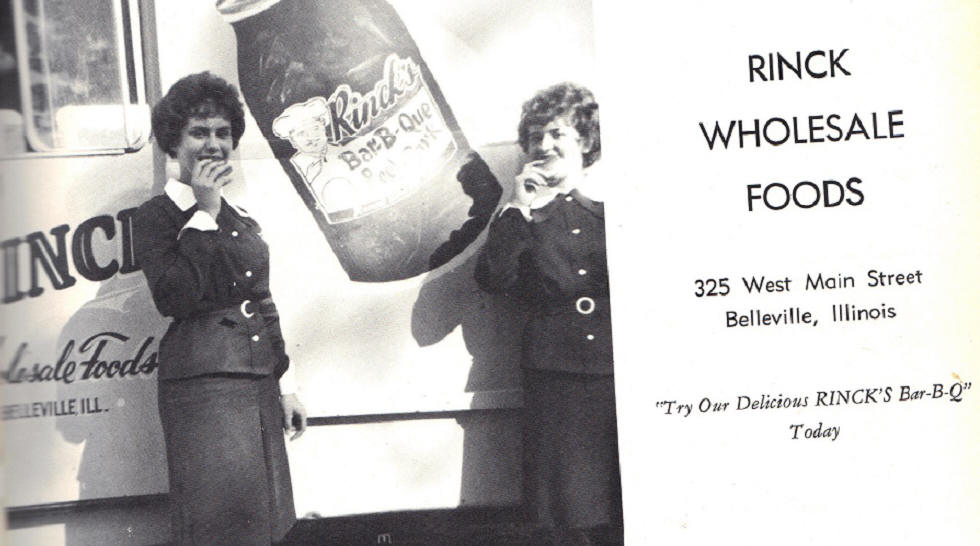 INC
lesale Foods
BELLEVILLE, ILL.
Rinck's
Bar-B-Que
Pork
RINCK
WHOLESALE
FOODS
325 West Main Street
Belleville, Illinois
"Try Our Delicious RINCK'S Bar-B-Q"
Today